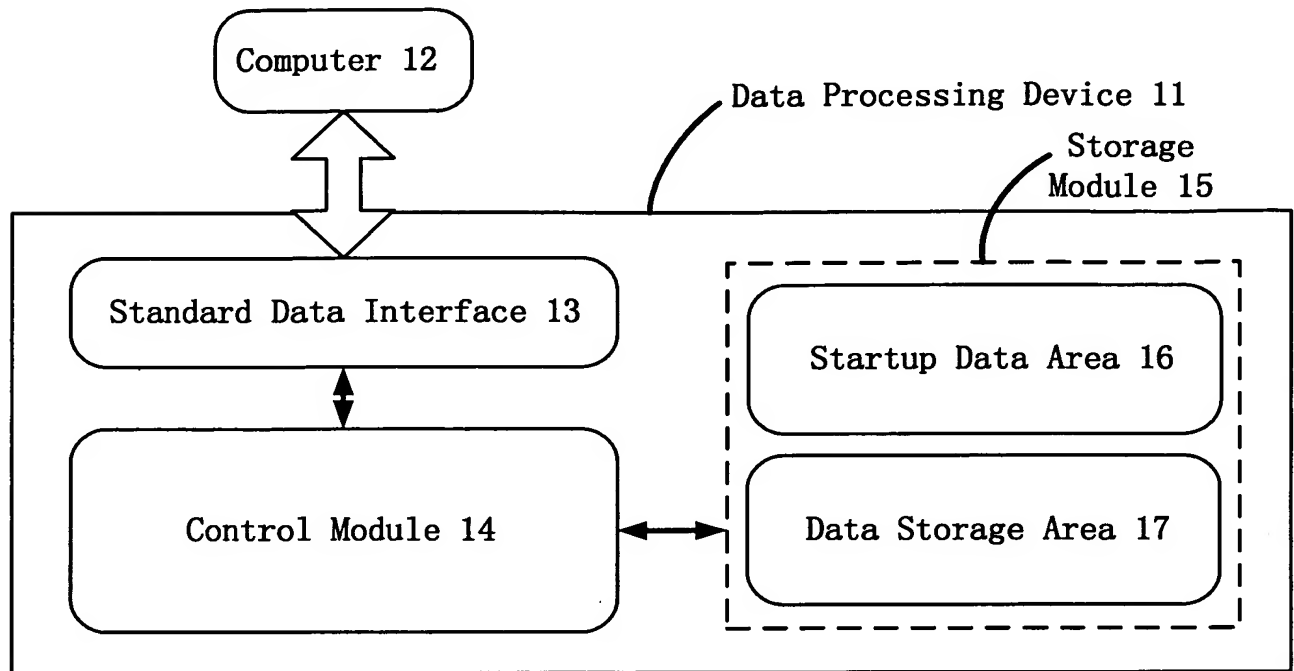 Computer 12
Data Processing Device 11
Storage
Module 15
Standard Data Interface 13
Startup Data Area 16
Control Module 14
Data Storage Area 17